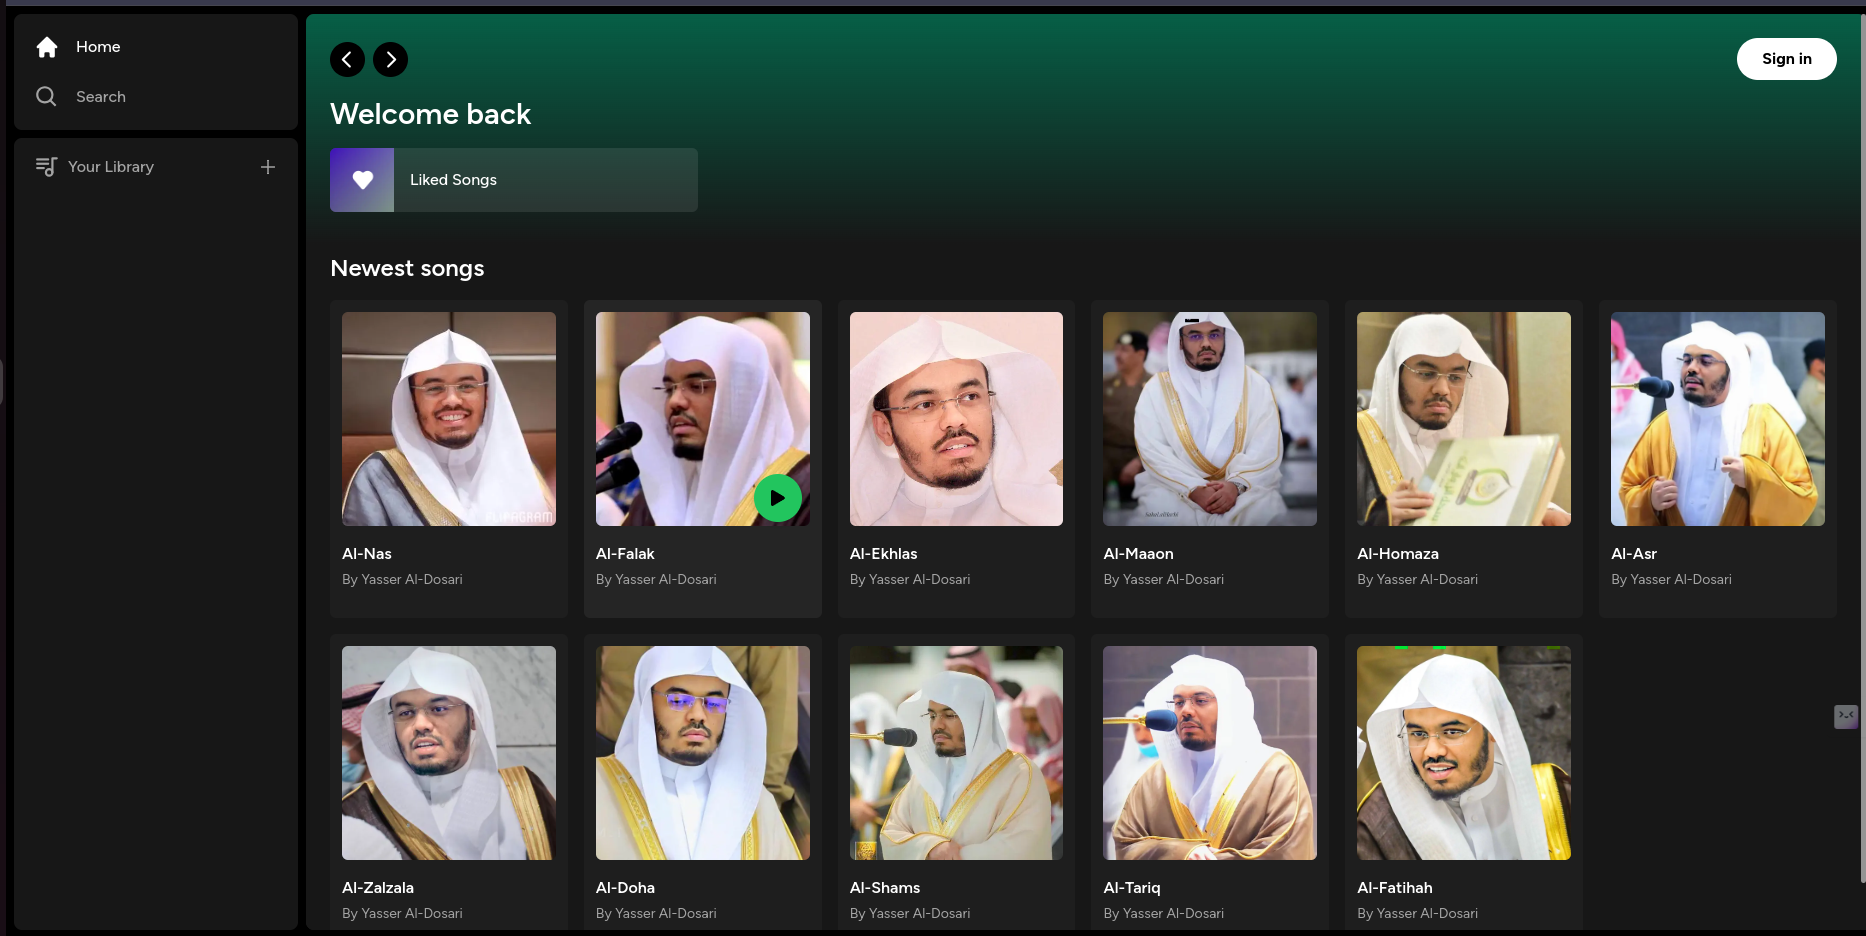 Home
Search
Your Library
Sign in
Welcome back
Liked Songs
Newest songs
FLIPAGRAM
Al-Nas
By Yasser Al-Dosari
Al-Falak
By Yasser Al-Dosari
Al-Ekhlas
By Yasser Al-Dosari
Al-Maaon
By Yasser Al-Dosari
Al-Homaza
By Yasser Al-Dosari
Al-Asr
By Yasser Al-Dosari
Al-Zalzala
By Yasser Al-Dosari
Al-Doha
By Yasser Al-Dosari
Al-Shams
By Yasser Al-Dosari
Al-Tariq
By Yasser Al-Dosari
Al-Fatihah
By Yasser Al-Dosari